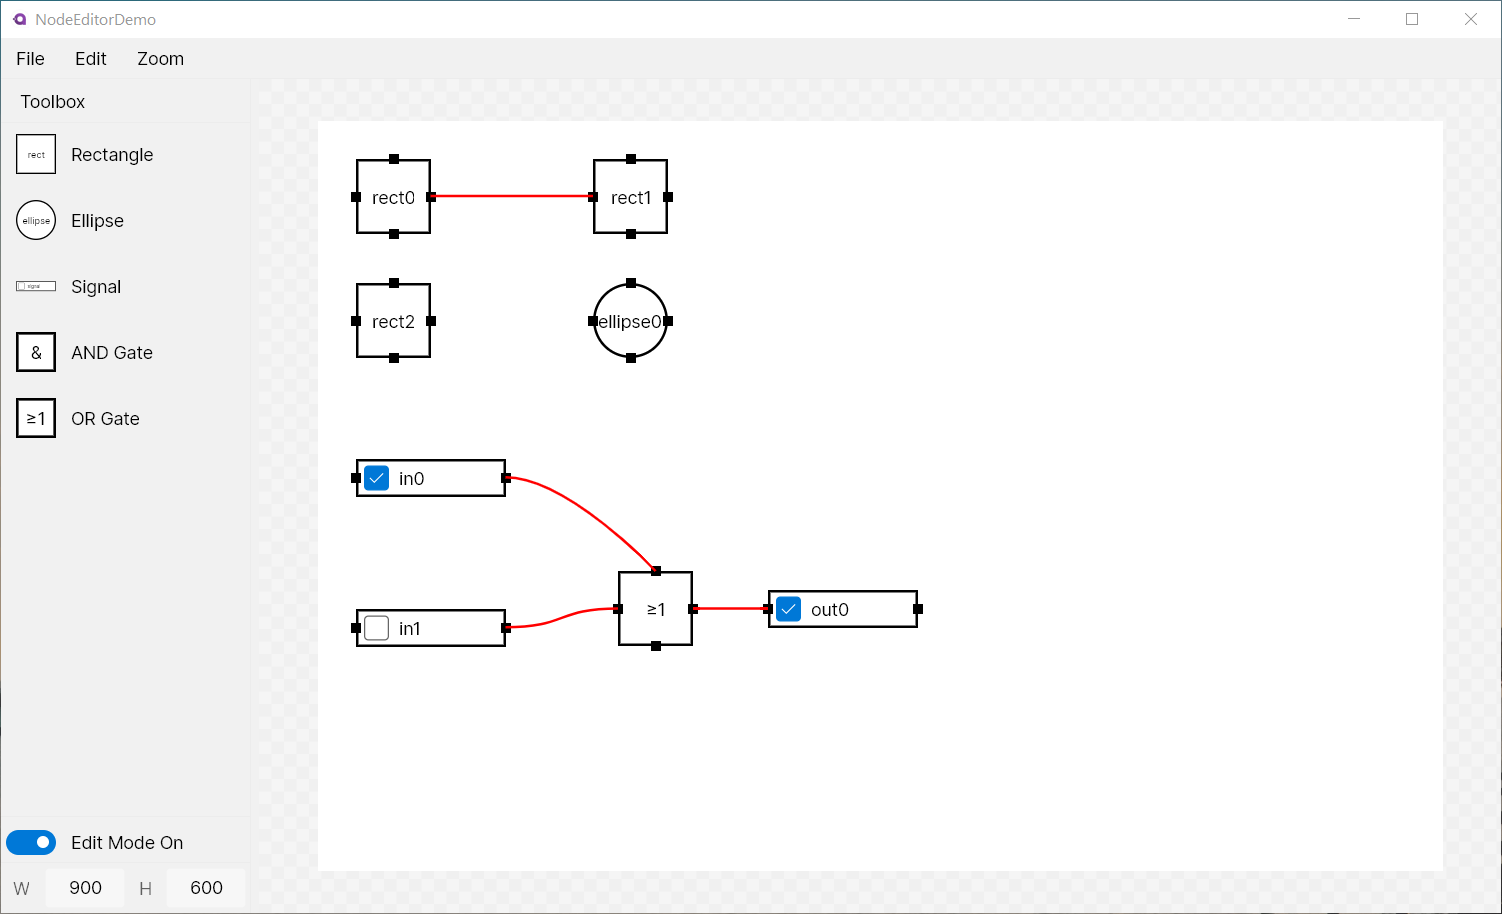 NodeEditorDemo
File Edit Zoom
Toolbox
rect Rectangle
ellipse Ellipse
signal Signal
& AND Gate
≥1 OR Gate
rect0
rect1
rect2
ellipse0
in0
in1
≥1
out0
Edit Mode On
W 900 H 600